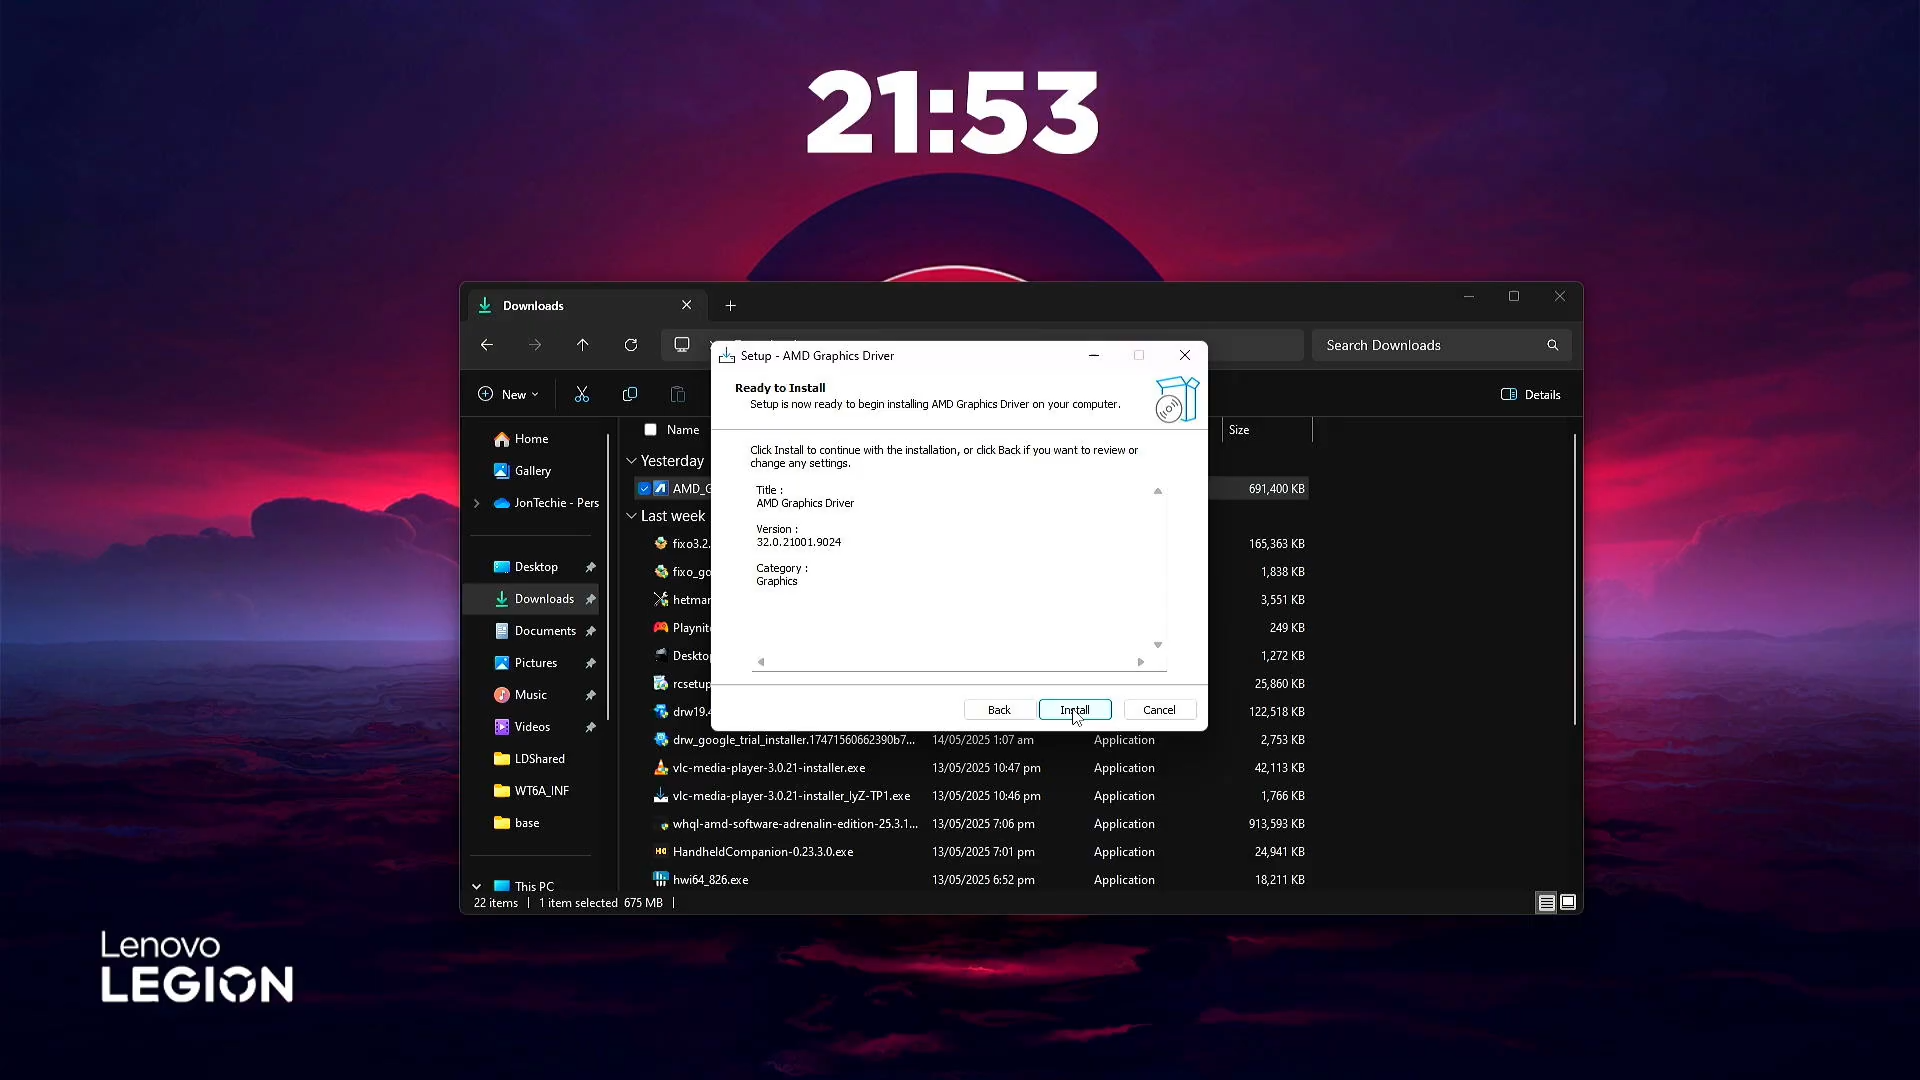 21:53
Downloads
Search Downloads
New
Details
Setup - AMD Graphics Driver
Ready to Install
Setup is now ready to begin installing AMD Graphics Driver on your computer.
Click Install to continue with the installation, or click Back if you want to review or
change any settings.
Title :
AMD Graphics Driver
Version :
32.0.21001.9024
Category :
Graphics
Back
Install
Cancel
Home
Gallery
JonTechie - Pers
Desktop
Downloads
Documents
Pictures
Music
Videos
LDShared
WT6A_INF
base
This PC
Name Size
Yesterday
AMD_G 691,400 KB
Last week
fixo3.2. 165,363 KB
fixo_go 1,838 KB
hetmar 3,551 KB
Playnit 249 KB
Deskto 1,272 KB
rcsetup 25,860 KB
drw19.4 122,518 KB
drw_google_trial_installer.17471560662390b7... 14/05/2025 1:07 am Application 2,753 KB
vlc-media-player-3.0.21-installer.exe 13/05/2025 10:47 pm Application 42,113 KB
vlc-media-player-3.0.21-installer_lyZ-TP1.exe 13/05/2025 10:46 pm Application 1,766 KB
whql-amd-software-adrenalin-edition-25.3.1... 13/05/2025 7:06 pm Application 913,593 KB
HandheldCompanion-0.23.3.0.exe 13/05/2025 7:01 pm Application 24,941 KB
hwi64_826.exe 13/05/2025 6:52 pm Application 18,211 KB
22 items 1 item selected 675 MB
Lenovo
LEGION